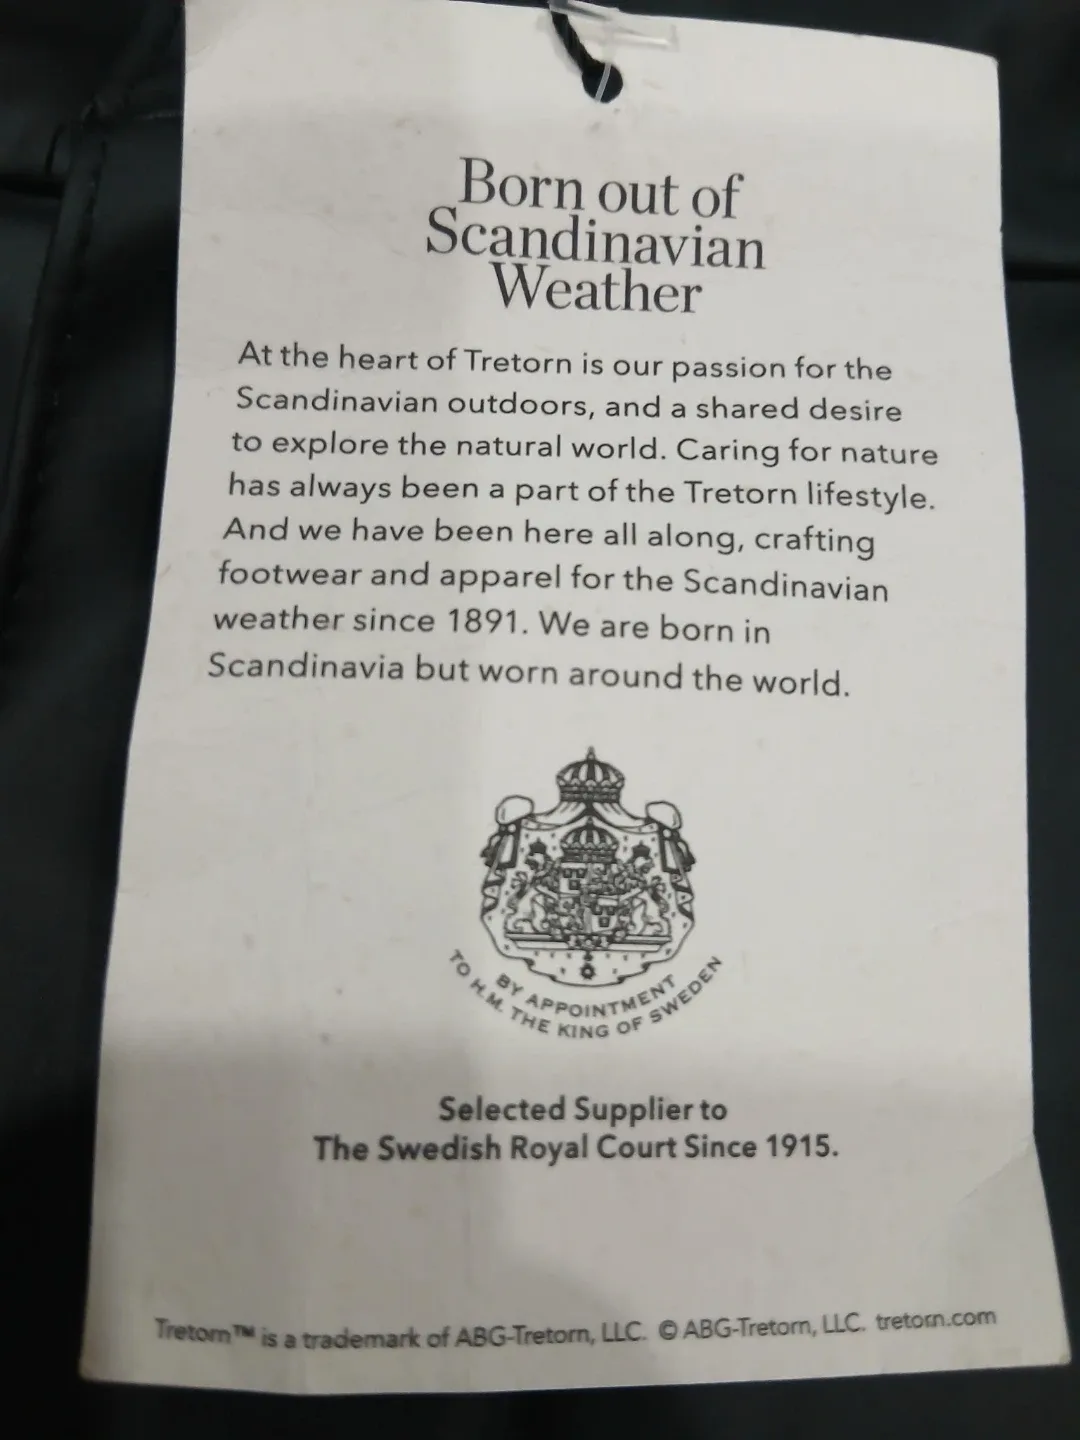 Born out of
Scandinavian
Weather
At the heart of Tretorn is our passion for the
Scandinavian outdoors, and a shared desire
to explore the natural world. Caring for nature
has always been a part of the Tretorn lifestyle.
And we have been here all along, crafting
footwear and apparel for the Scandinavian
weather since 1891. We are born in
Scandinavia but worn around the world.
BY APPOINTMENT
TO H.M. THE KING OF SWEDEN
Selected Supplier to
The Swedish Royal Court Since 1915.
Tretorn™ is a trademark of ABG-Tretorn, LLC. © ABG-Tretorn, LLC. tretorn.com